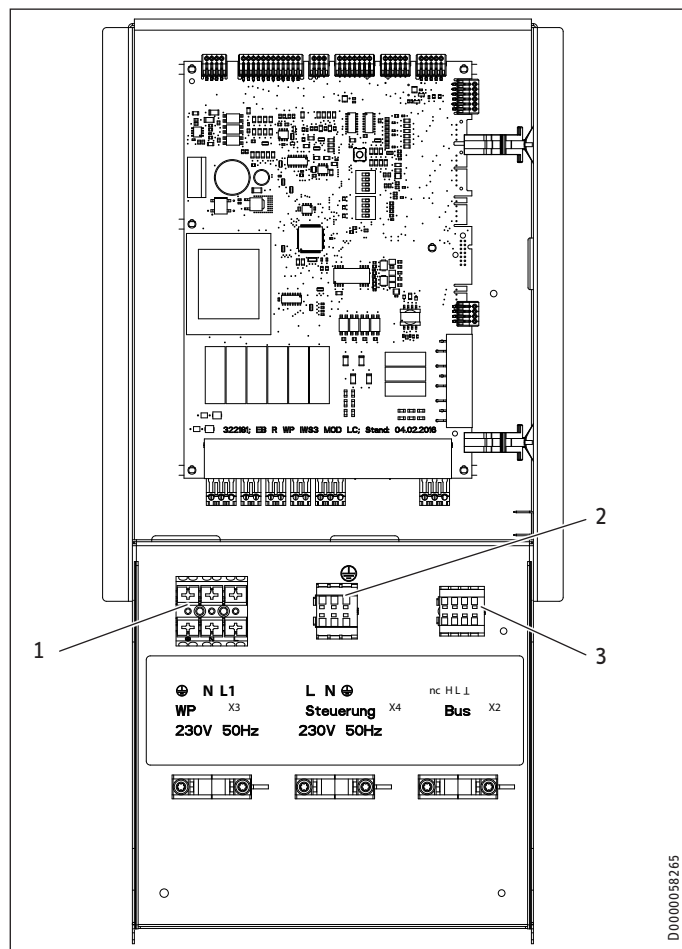 322191; EB R WP IWS3 MOD LC; Stand: 04.02.2016
2
1
3
N L1
L N
nc H L ⊥
WP X3
Steuerung X4
Bus X2
230V 50Hz
230V 50Hz
D0000058265